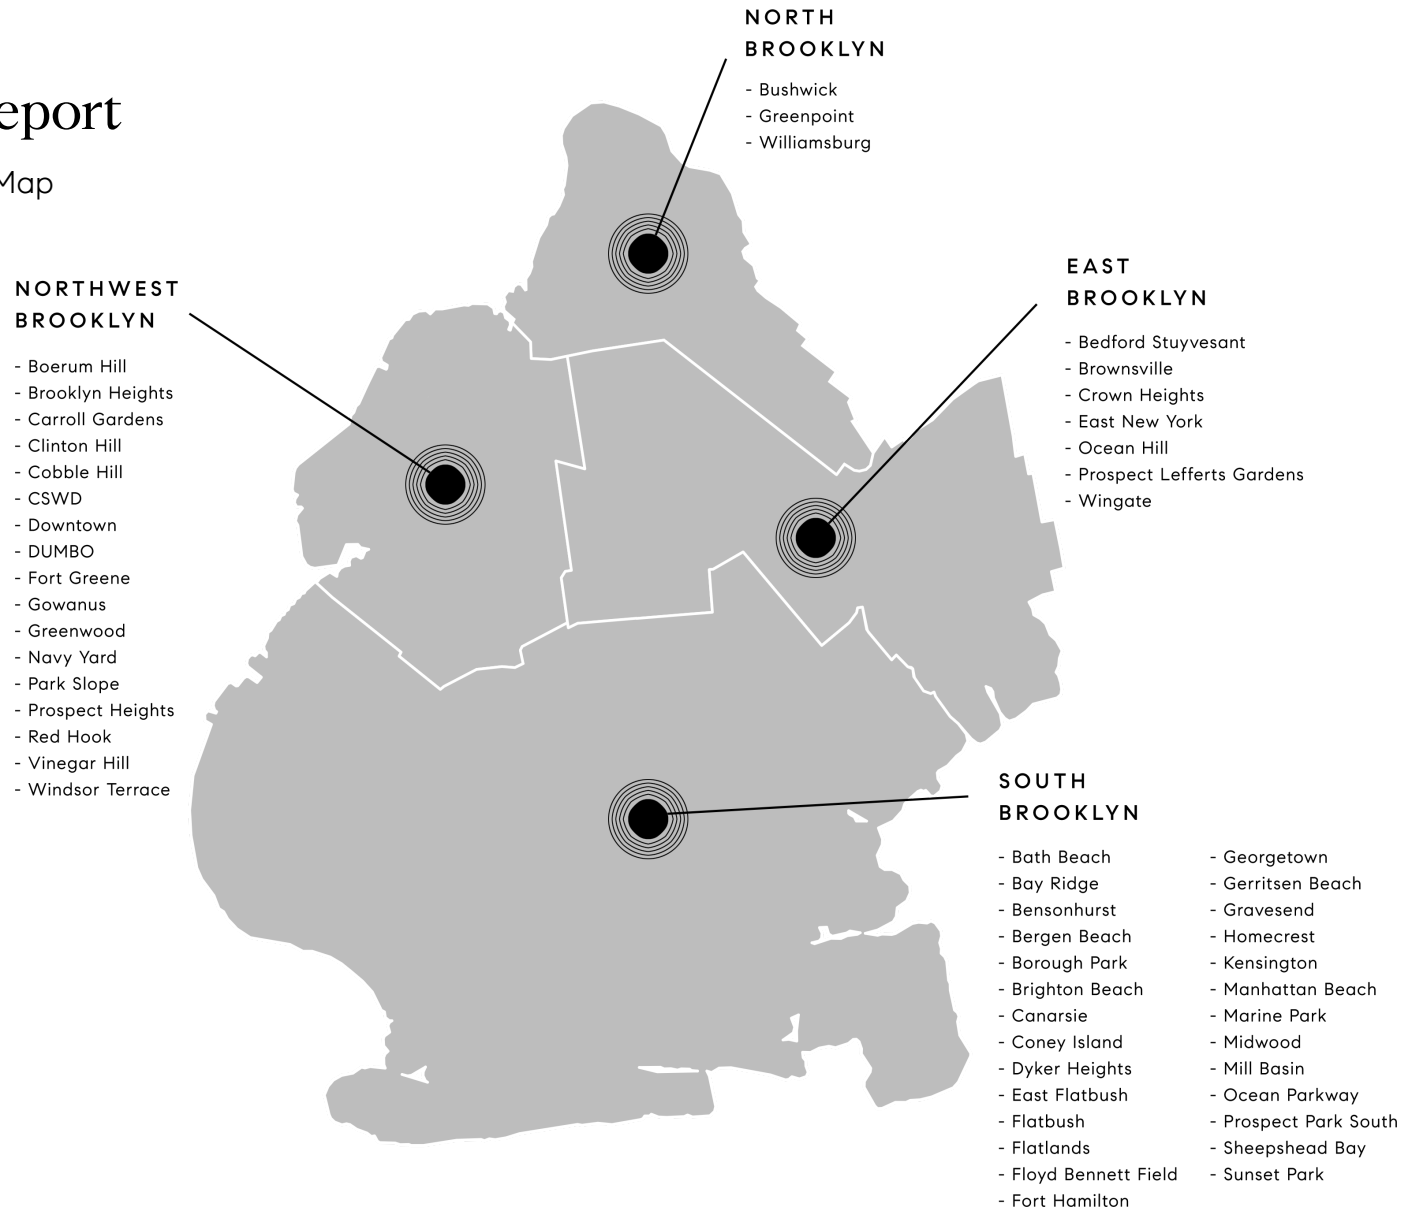 eport
Map
NORTH
BROOKLYN
- Bushwick
- Greenpoint
- Williamsburg
NORTHWEST
BROOKLYN
- Boerum Hill
- Brooklyn Heights
- Carroll Gardens
- Clinton Hill
- Cobble Hill
- CSWD
- Downtown
- DUMBO
- Fort Greene
- Gowanus
- Greenwood
- Navy Yard
- Park Slope
- Prospect Heights
- Red Hook
- Vinegar Hill
- Windsor Terrace
EAST
BROOKLYN
- Bedford Stuyvesant
- Brownsville
- Crown Heights
- East New York
- Ocean Hill
- Prospect Lefferts Gardens
- Wingate
SOUTH
BROOKLYN
- Bath Beach
- Bay Ridge
- Bensonhurst
- Bergen Beach
- Borough Park
- Brighton Beach
- Canarsie
- Coney Island
- Dyker Heights
- East Flatbush
- Flatbush
- Flatlands
- Floyd Bennett Field
- Fort Hamilton
- Georgetown
- Gerritsen Beach
- Gravesend
- Homecrest
- Kensington
- Manhattan Beach
- Marine Park
- Midwood
- Mill Basin
- Ocean Parkway
- Prospect Park South
- Sheepshead Bay
- Sunset Park